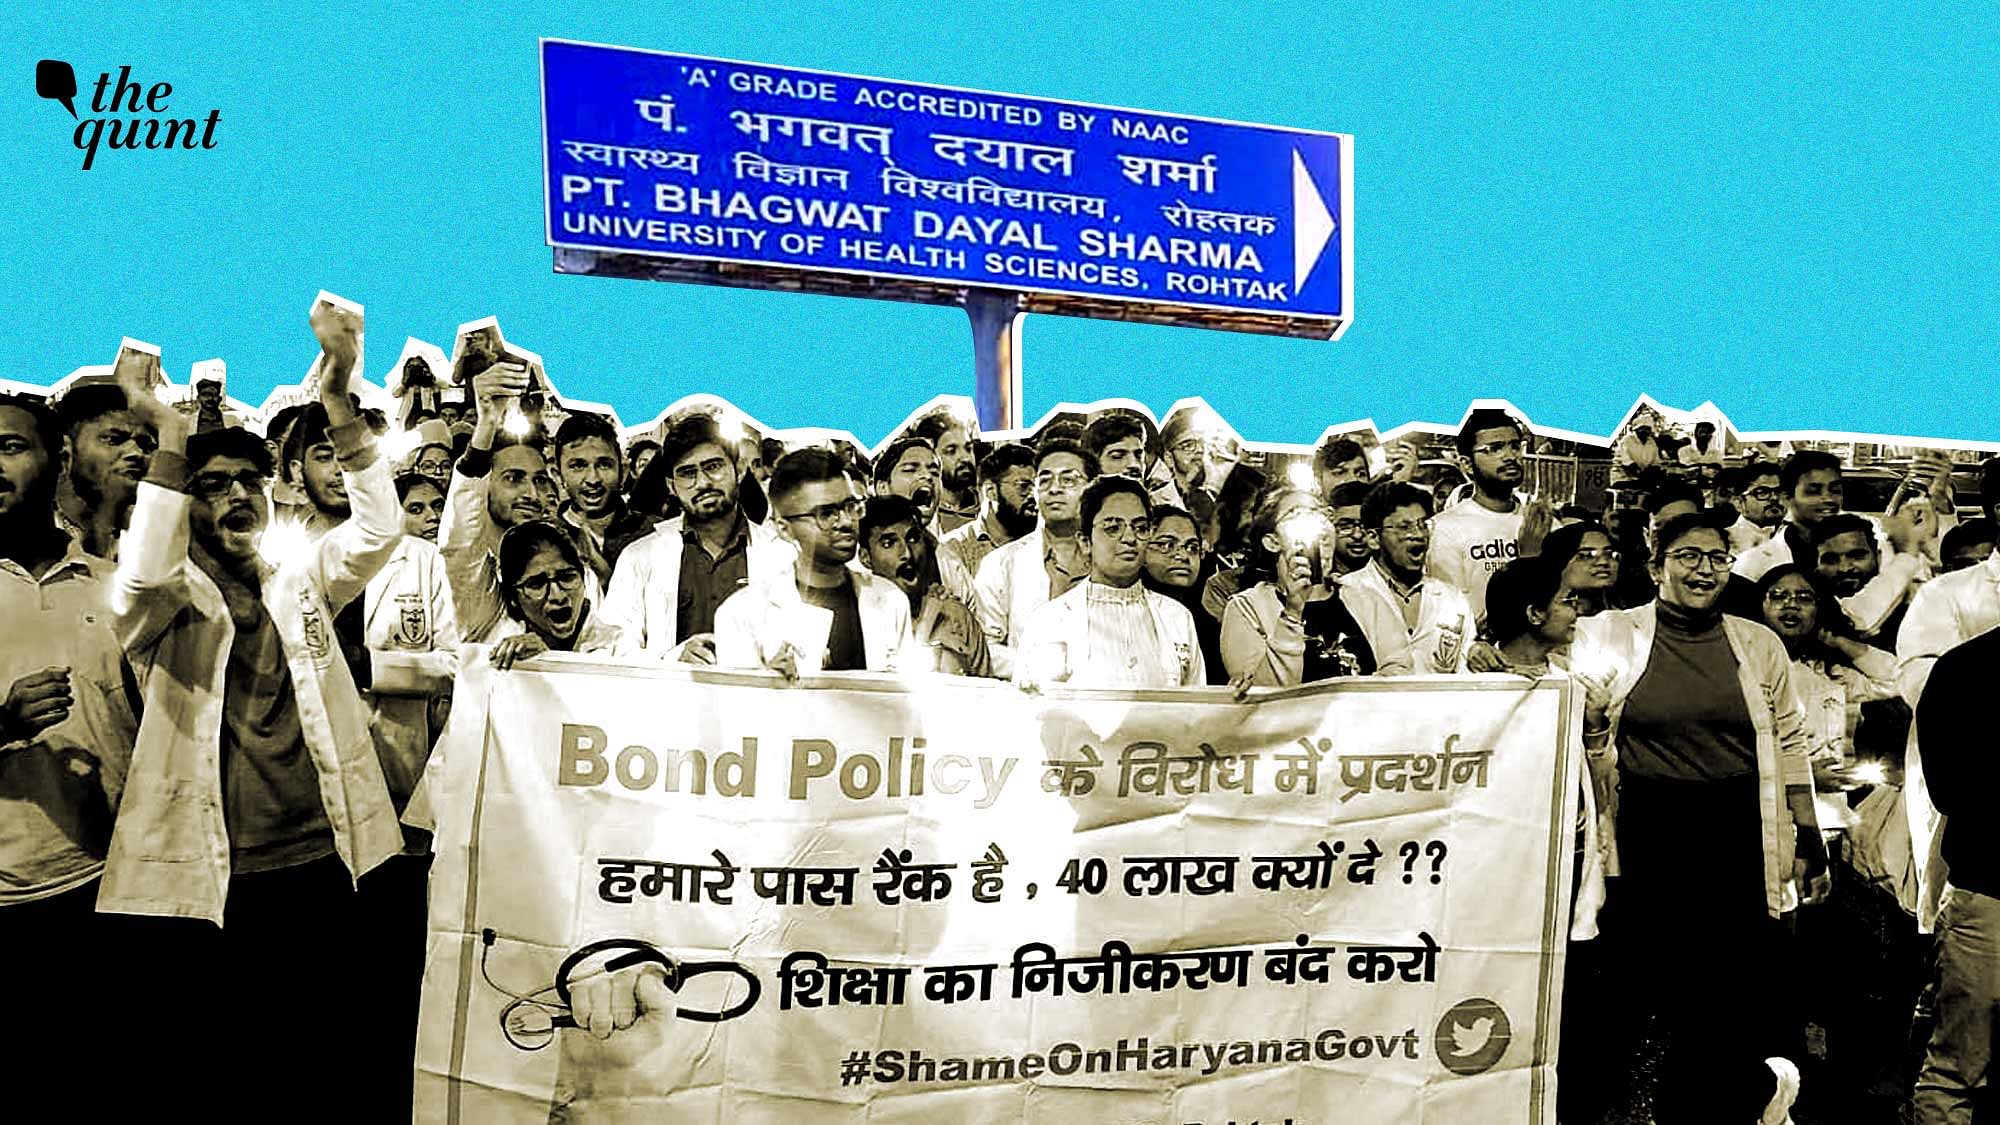 the
quint
'A' GRADE ACCREDITED BY NAAC
पं. भगवत् दयाल शर्मा
स्वास्थ्य विज्ञान विश्वविद्यालय, रोहतक
PT. BHAGWAT DAYAL SHARMA
UNIVERSITY OF HEALTH SCIENCES, ROHTAK
Bond Policy के विरोध में प्रदर्शन
हमारे पास रैंक है , 40 लाख क्यों दे ??
शिक्षा का निजीकरण बंद करो
#ShameOnHaryanaGovt